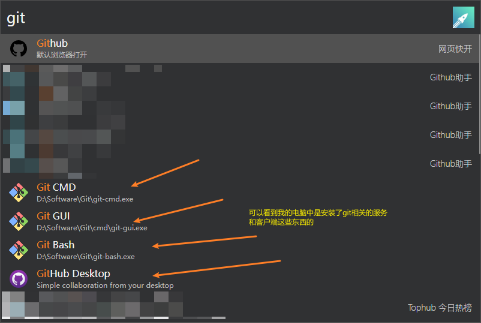 git
Github
默认浏览器打开
网页快开
Github助手
Github助手
Github助手
Github助手
Git CMD
D:\Software\Git\git-cmd.exe
Git GUI
D:\Software\Git\cmd\git-gui.exe
可以看到我的电脑中是安装了git相关的服务
和客户端这些东西的
Git Bash
D:\Software\Git\git-bash.exe
GitHub Desktop
Simple collaboration from your desktop
Tophub 今日热榜